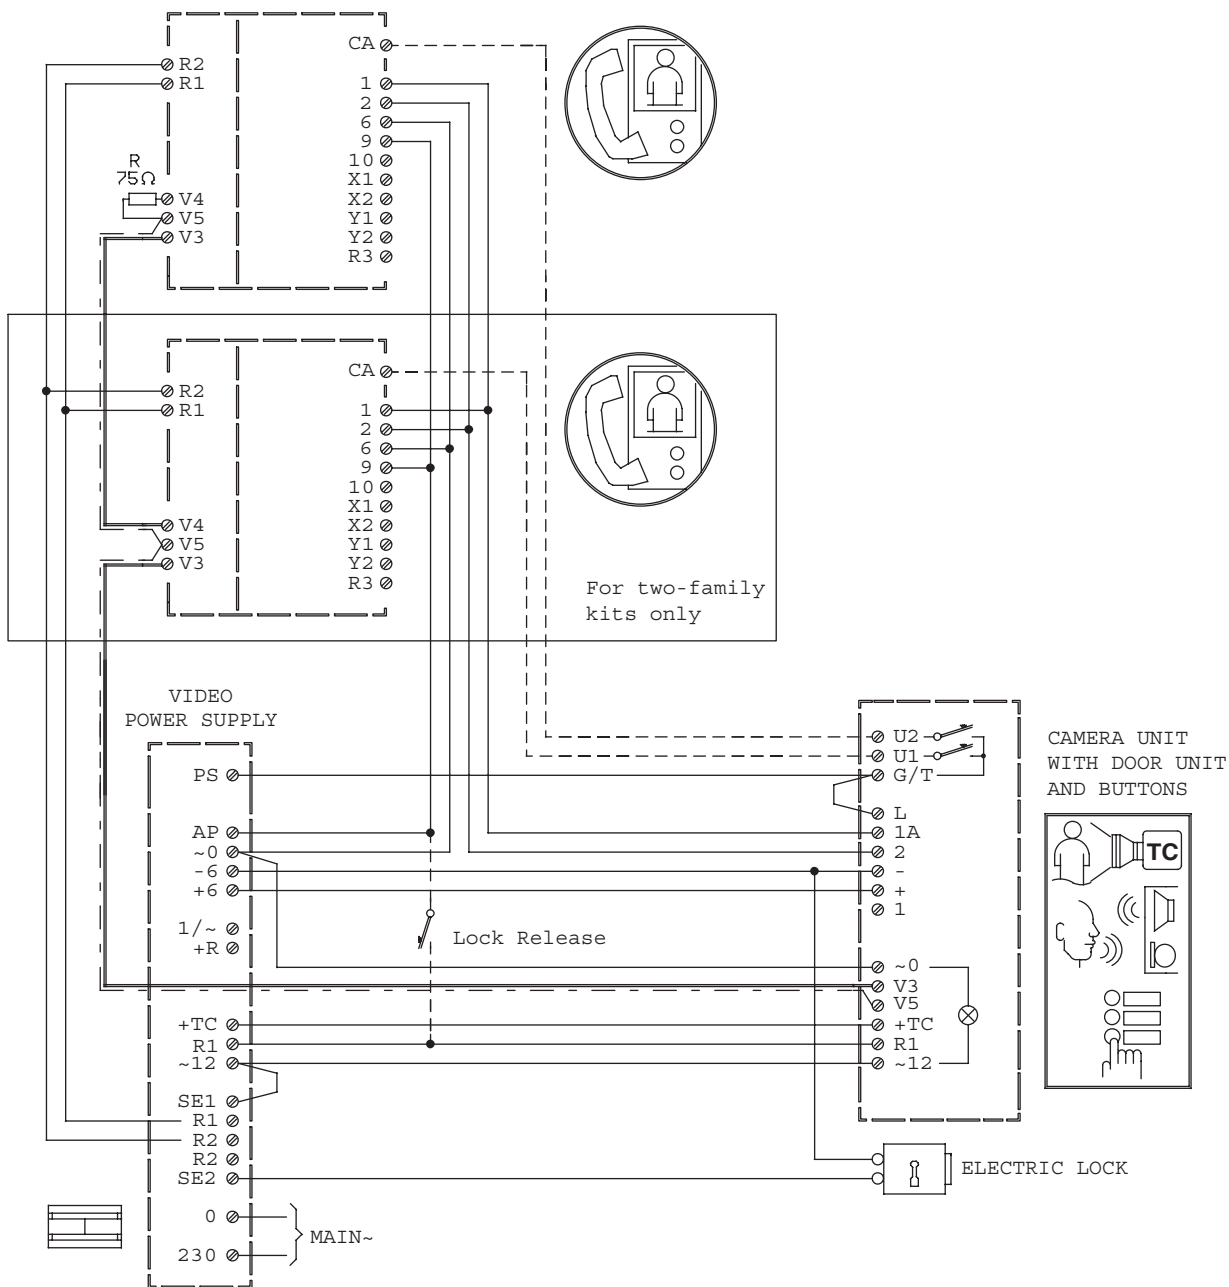 CA
R2
R1
1
2
6
9
10
X1
X2
Y1
Y2
R3
R
75Ω
V4
V5
V3
CA
R2
R1
1
2
6
9
10
X1
X2
Y1
Y2
R3
V4
V5
V3
For two-family
kits only
VIDEO
POWER SUPPLY
PS
AP
~0
-6
+6
1/~
+R
+TC
R1
~12
SE1
R1
R2
R2
SE2
0
230
MAIN~
Lock Release
U2
U1
G/T
L
1A
2
-
+
1
~0
V3
V5
+TC
R1
~12
CAMERA UNIT
WITH DOOR UNIT
AND BUTTONS
TC
ELECTRIC LOCK